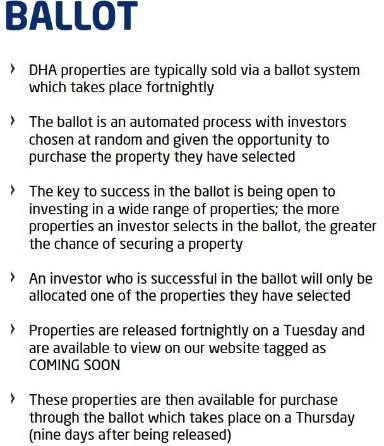 BALLOT
› DHA properties are typically sold via a ballot system
which takes place fortnightly
› The ballot is an automated process with investors
chosen at random and given the opportunity to
purchase the property they have selected
› The key to success in the ballot is being open to
investing in a wide range of properties; the more
properties an investor selects in the ballot, the greater
the chance of securing a property
› An investor who is successful in the ballot will only be
allocated one of the properties they have selected
› Properties are released fortnightly on a Tuesday and
are available to view on our website tagged as
COMING SOON
› These properties are then available for purchase
through the ballot which takes place on a Thursday
(nine days after being released)